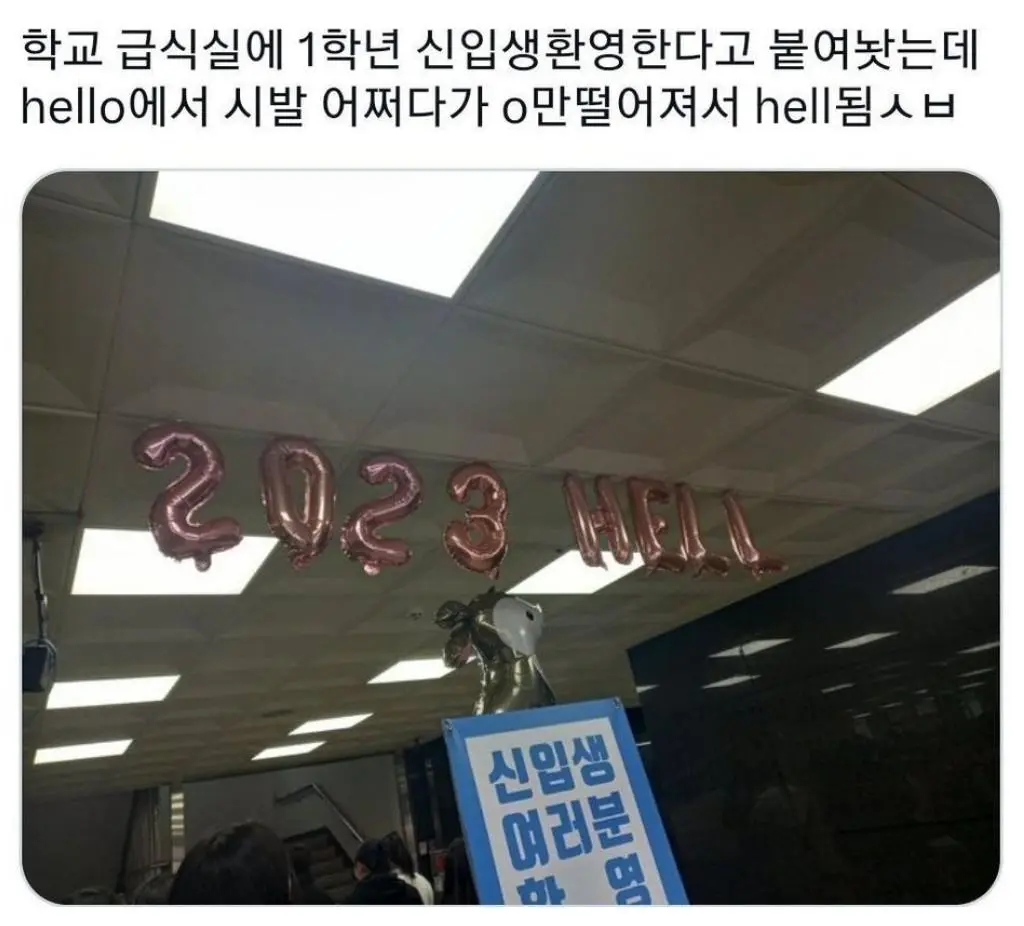 학교 급식실에 1학년 신입생환영한다고 붙여놧는데
hello에서 시발 어쩌다가 o만떨어져서 hell됨ㅅㅂ
2023 HELL
신입생
여러분
환영